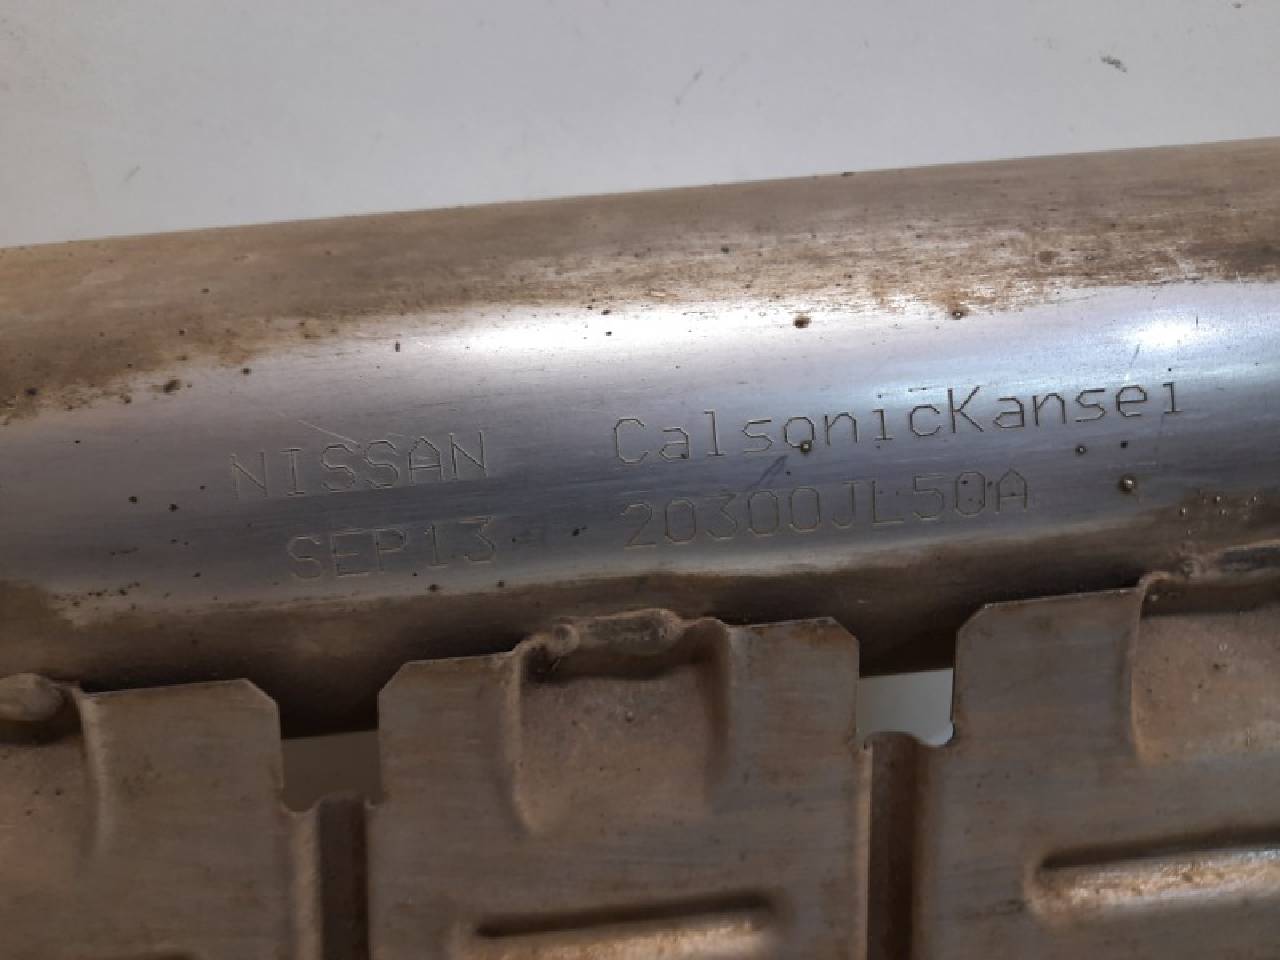 NISSAN CalsonicKansei
SEP13 20300JL50A